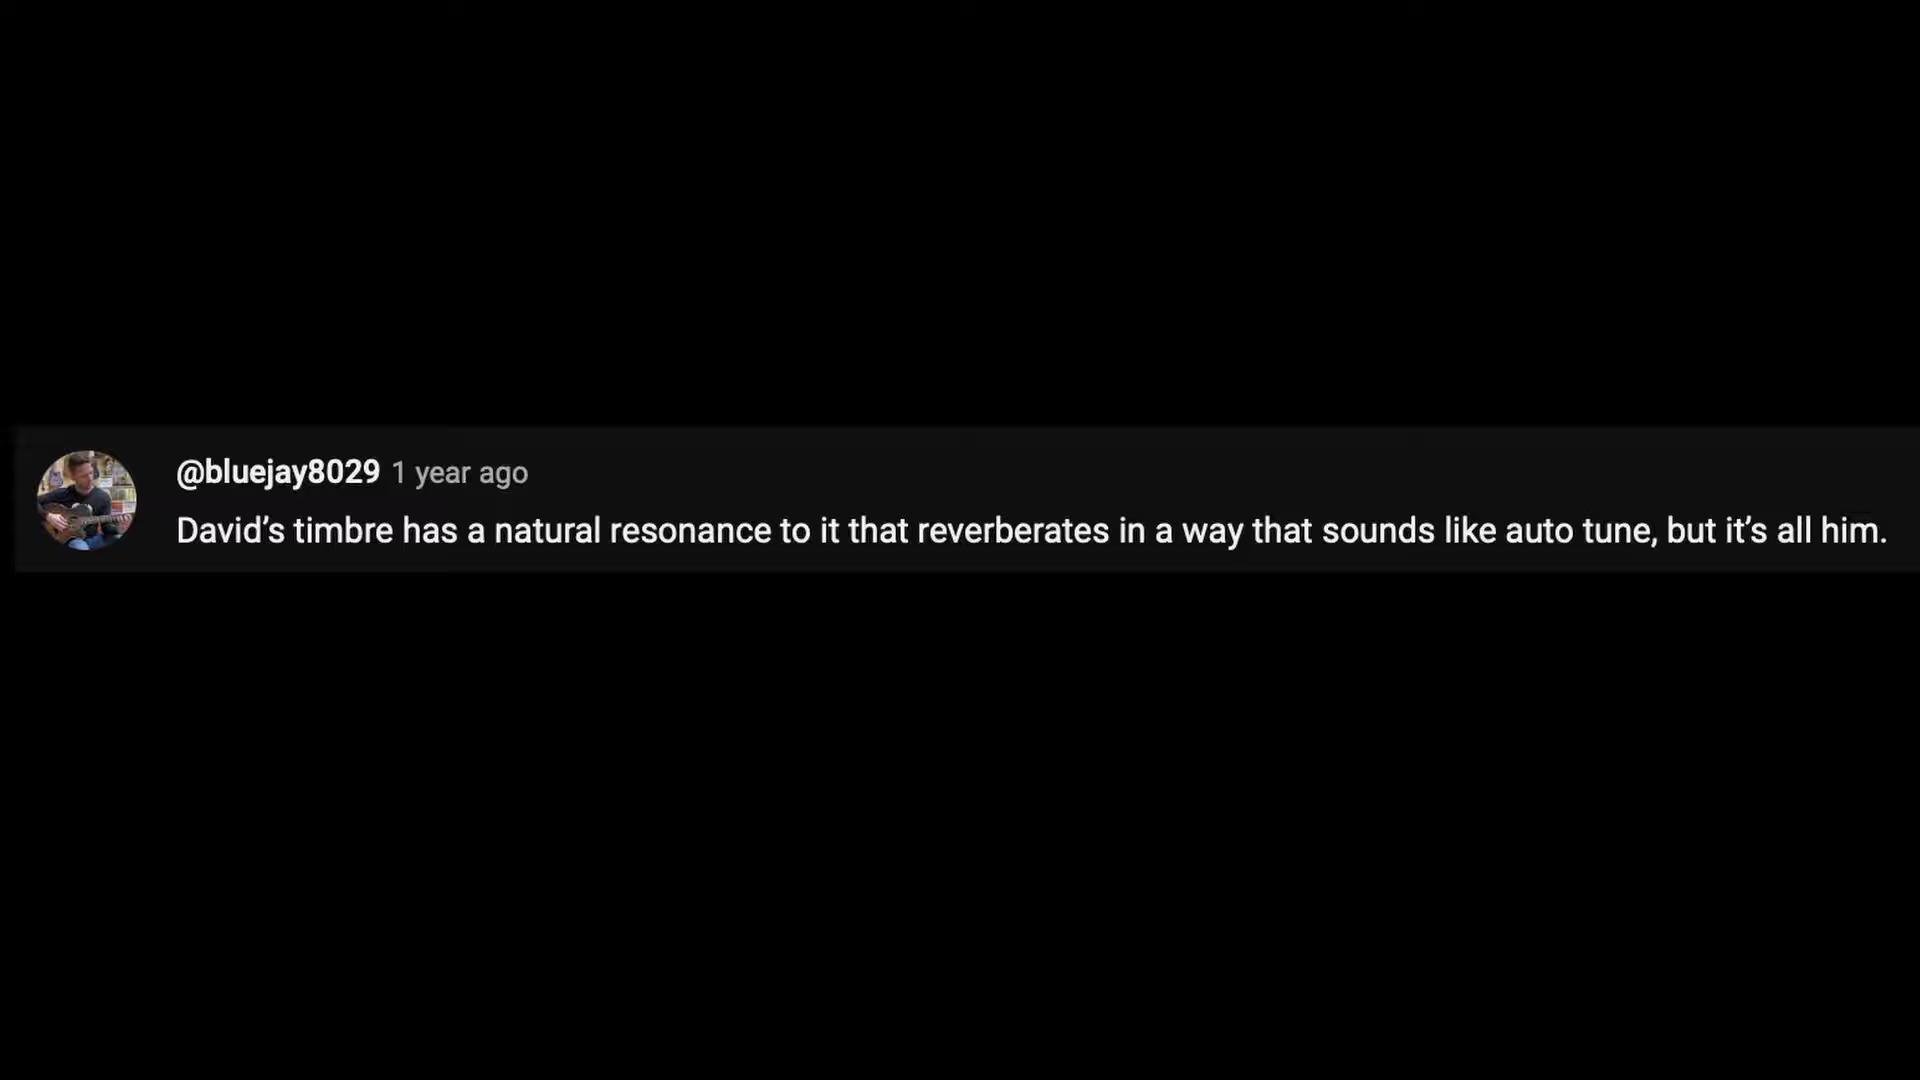 @bluejay8029 1 year ago
David’s timbre has a natural resonance to it that reverberates in a way that sounds like auto tune, but it’s all him.